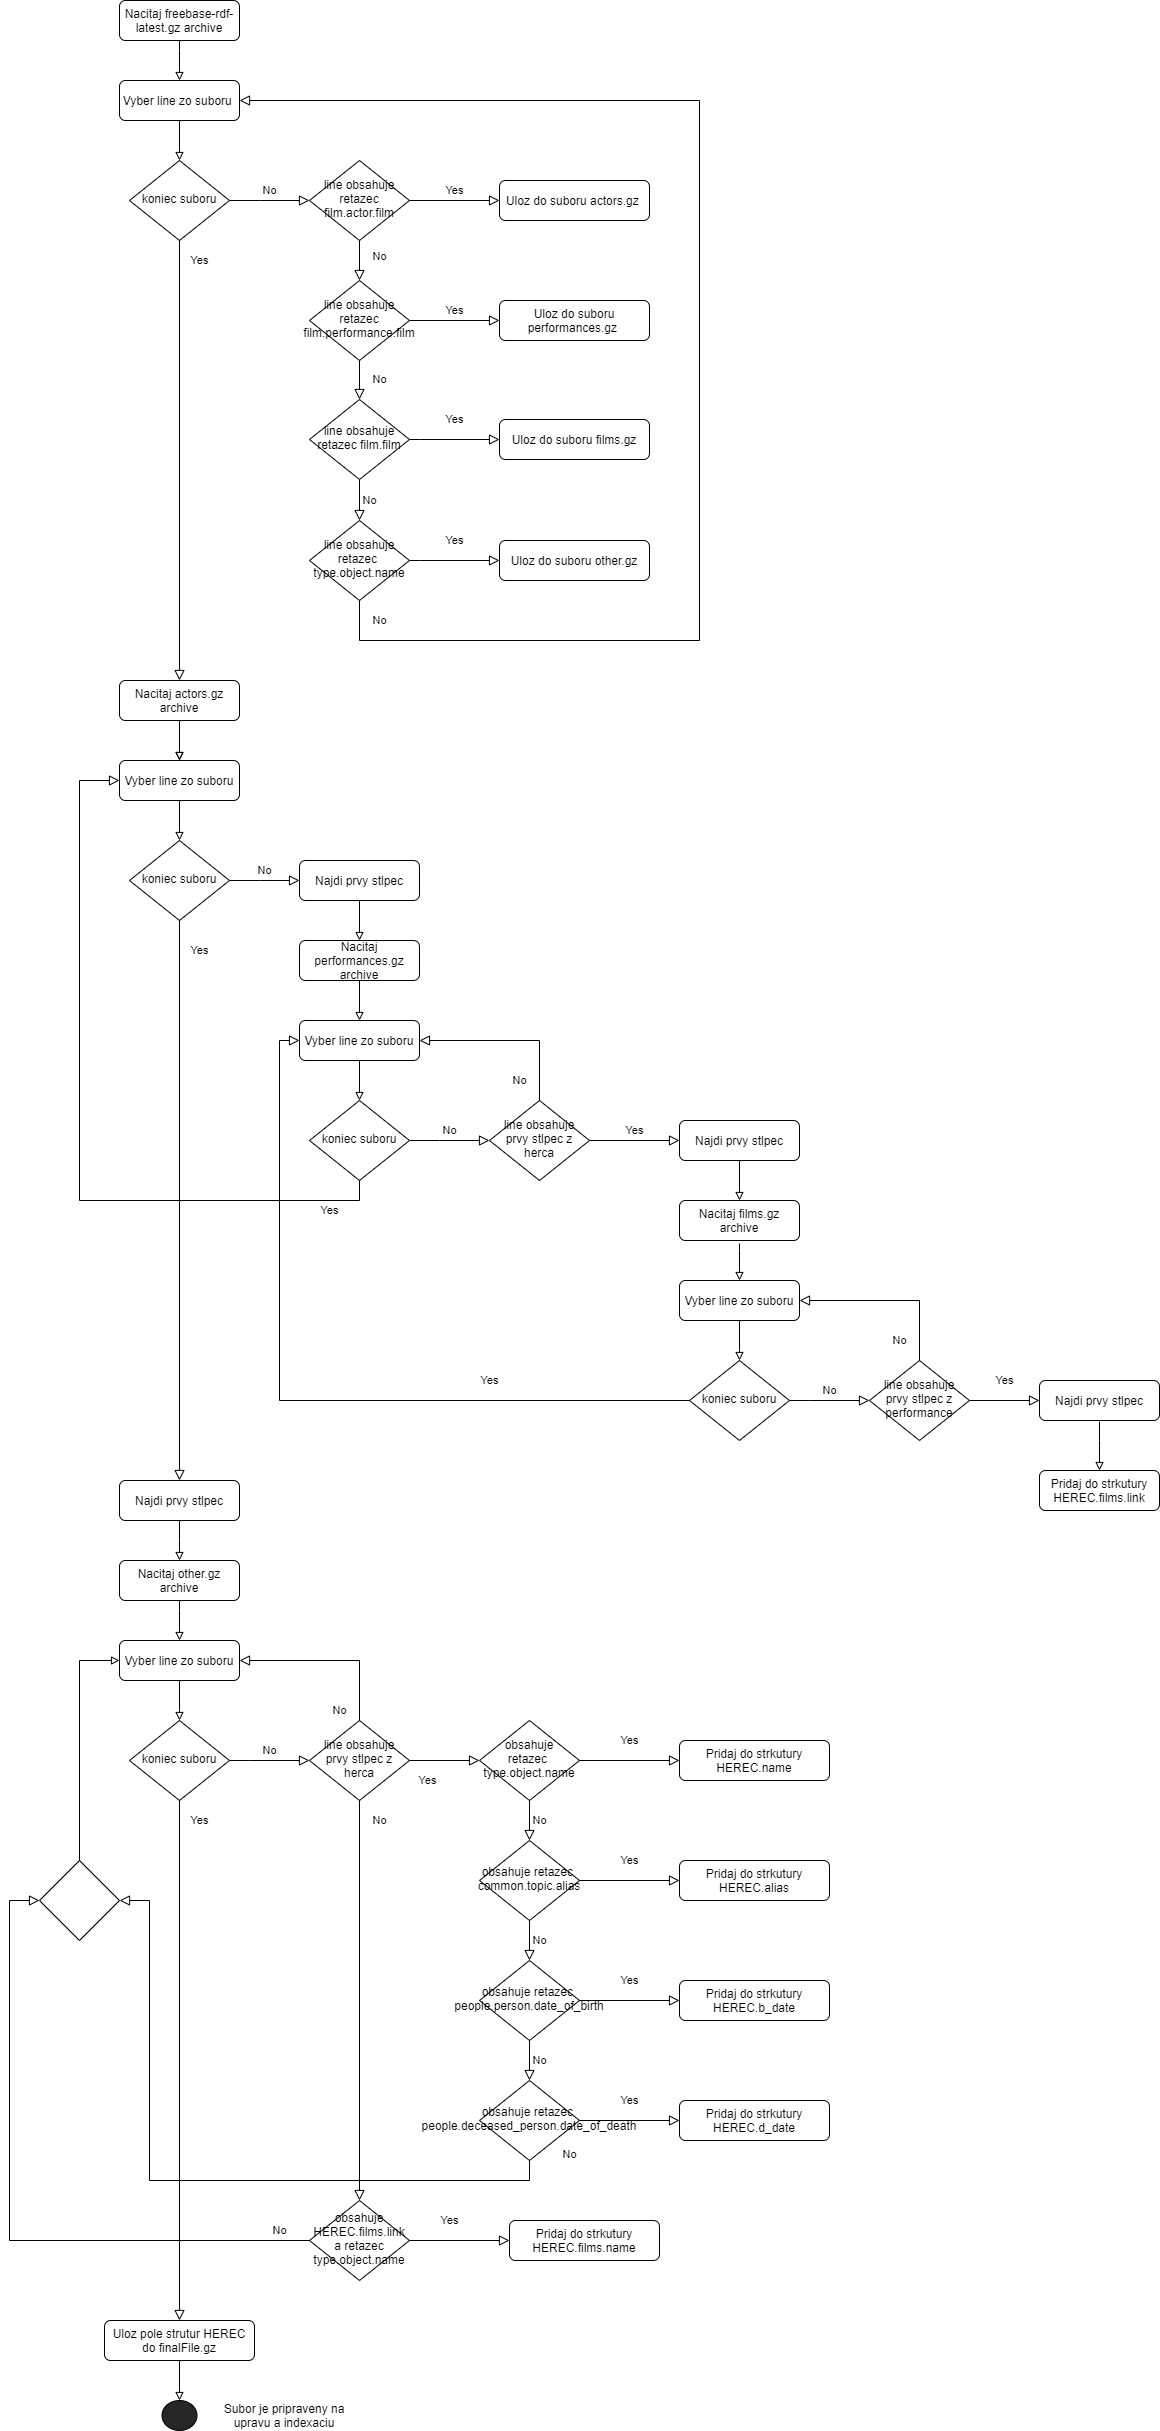 Nacitaj freebase-rdf-
latest.gz archive
Vyber line zo suboru
koniec suboru
No
line obsahuje
retazec
film.actor.film
Yes
Uloz do suboru actors.gz
Yes
No
line obsahuje
retazec
film.performance.film
Yes
Uloz do suboru
performances.gz
No
line obsahuje
retazec film.film
Yes
Uloz do suboru films.gz
No
line obsahuje
retazec
type.object.name
Yes
Uloz do suboru other.gz
No
Nacitaj actors.gz
archive
Vyber line zo suboru
koniec suboru
No
Najdi prvy stlpec
Yes
Nacitaj
performances.gz
archive
Vyber line zo suboru
No
koniec suboru
No
line obsahuje
prvy stlpec z
herca
Yes
Najdi prvy stlpec
Yes
Nacitaj films.gz
archive
Vyber line zo suboru
No
Yes
koniec suboru
No
line obsahuje
prvy stlpec z
performance
Yes
Najdi prvy stlpec
Pridaj do strkutury
HEREC.films.link
Najdi prvy stlpec
Nacitaj other.gz
archive
Vyber line zo suboru
No
koniec suboru
No
line obsahuje
prvy stlpec z
herca
Yes
obsahuje
retazec
type.object.name
Yes
Pridaj do strkutury
HEREC.name
Yes
No
No
obsahuje retazec
common.topic.alias
Yes
Pridaj do strkutury
HEREC.alias
No
obsahuje retazec
people.person.date_of_birth
Yes
Pridaj do strkutury
HEREC.b_date
No
obsahuje retazec
people.deceased_person.date_of_death
Yes
Pridaj do strkutury
HEREC.d_date
No
No
obsahuje
HEREC.films.link
a retazec
type.object.name
Yes
Pridaj do strkutury
HEREC.films.name
Uloz pole strutur HEREC
do finalFile.gz
Subor je pripraveny na
upravu a indexaciu